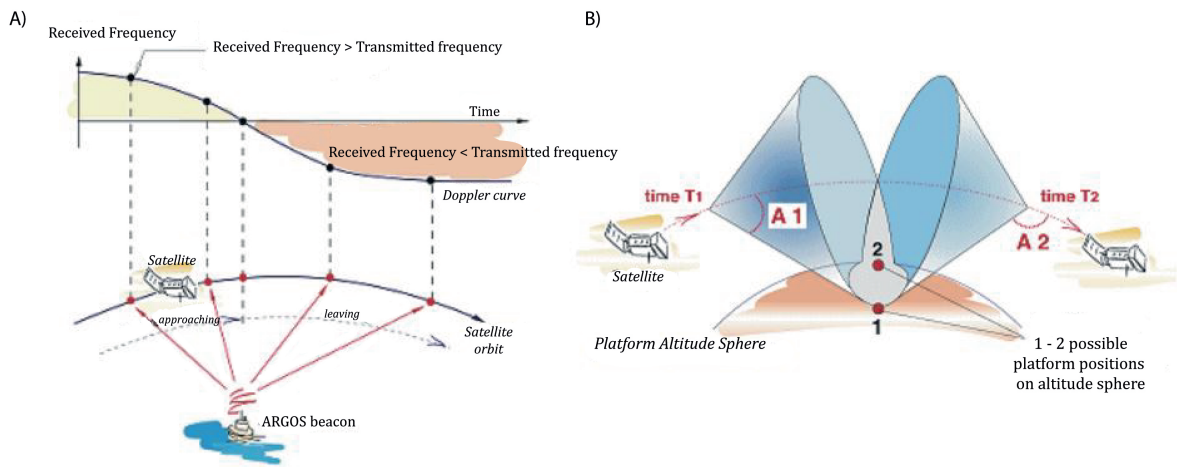 A)
Received Frequency
Received Frequency > Transmitted frequency
Time
Received Frequency < Transmitted frequency
Doppler curve
Satellite
approaching
leaving
Satellite
orbit
ARGOS beacon
B)
time T1
A 1
time T2
A 2
Satellite
2
1
Platform Altitude Sphere
1 - 2 possible
platform positions
on altitude sphere